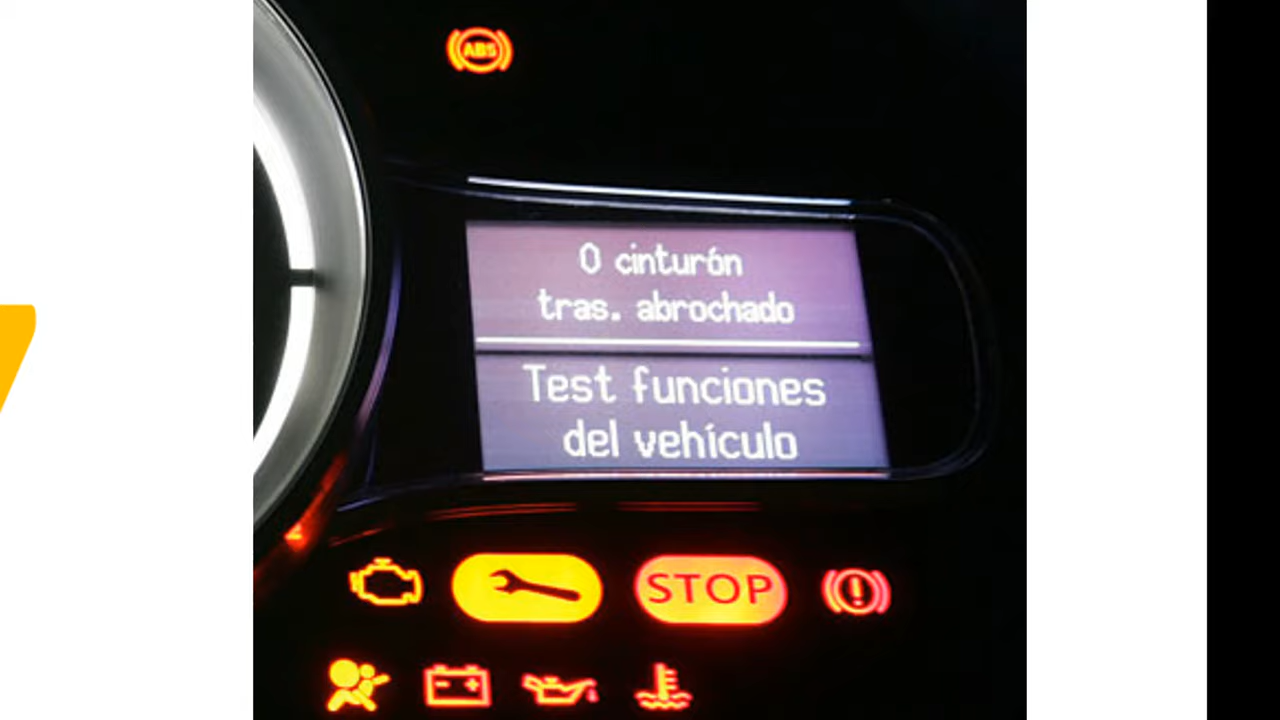 ABS
0 cinturón
tras. abrochado
Test funciones
del vehículo
STOP